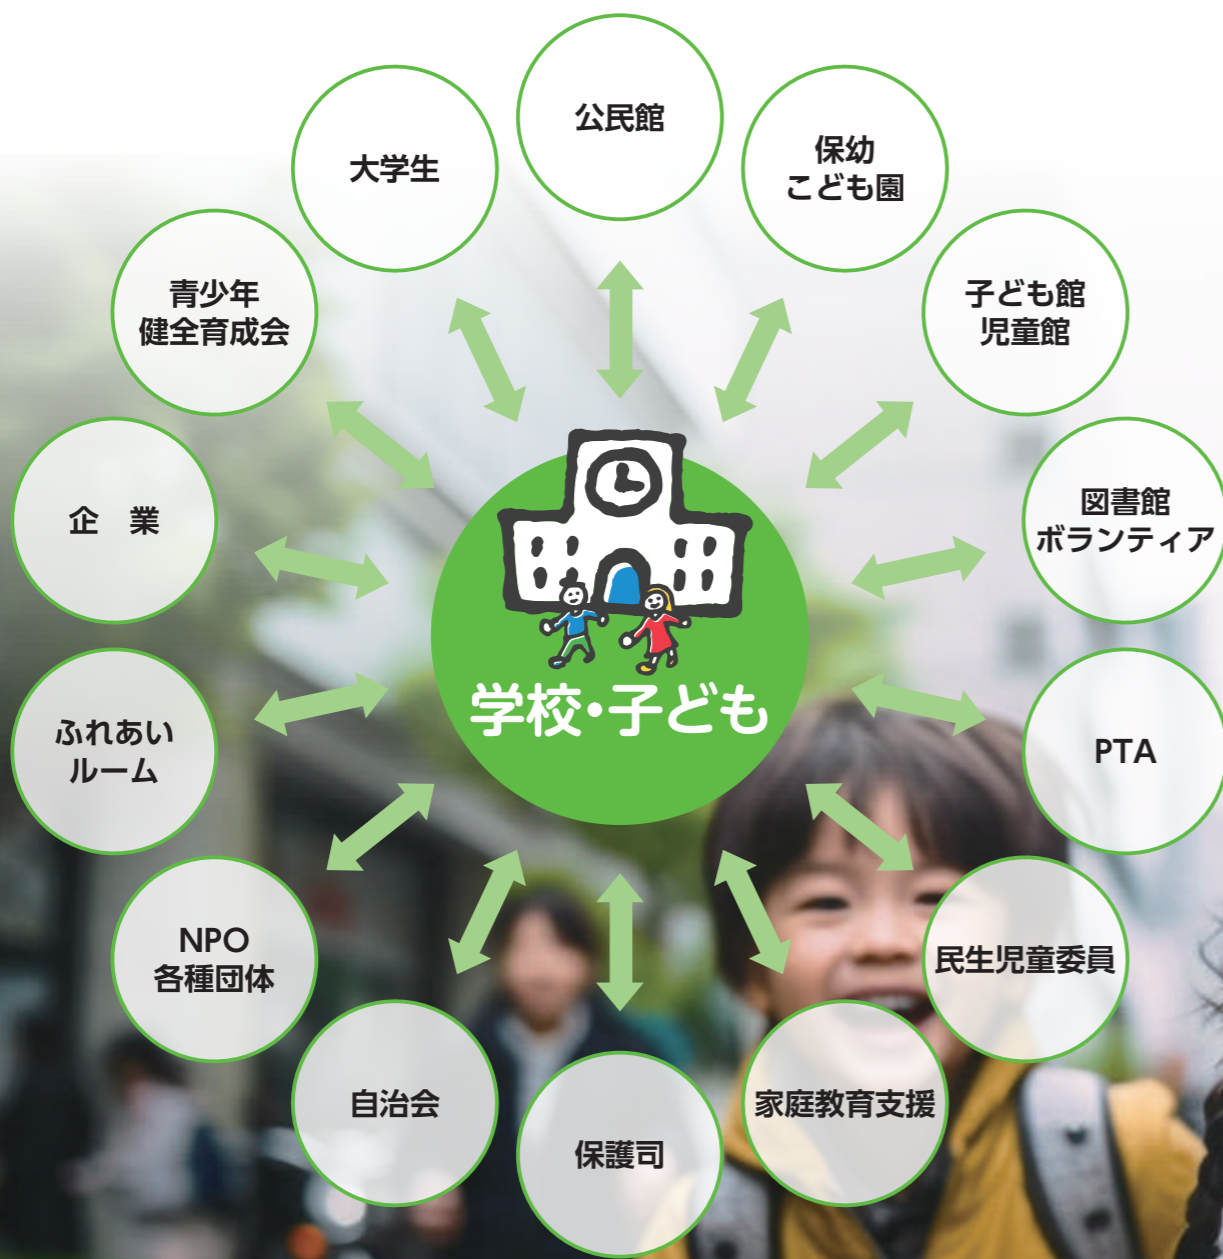 公民館
保幼
こども園
子ども館
児童館
図書館
ボランティア
PTA
民生児童委員
家庭教育支援
保護司
自治会
NPO
各種団体
ふれあい
ルーム
企　業
青少年
健全育成会
大学生
学校・子ども